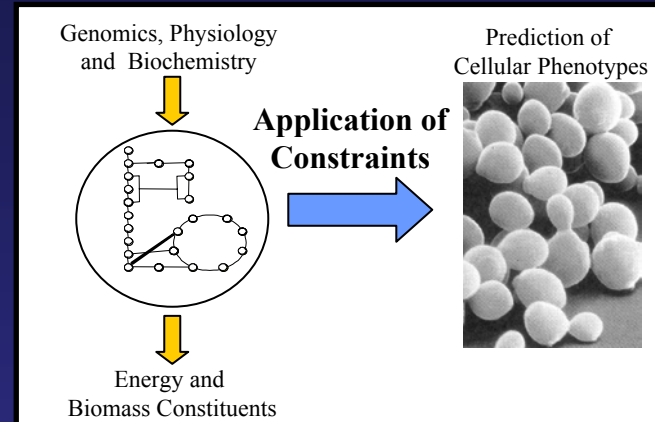 Genomics, Physiology
and Biochemistry
Prediction of
Cellular Phenotypes
Application of
Constraints
Energy and
Biomass Constituents